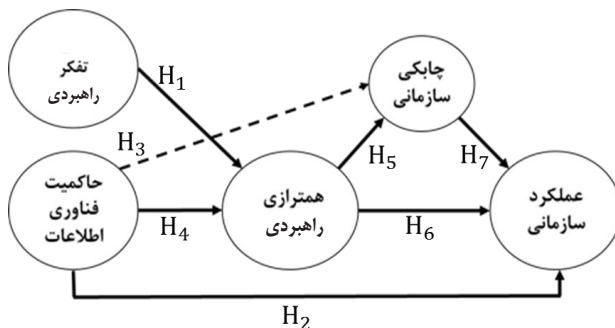 تفکر
راهبردی
H₁
چابکی
سازمانی
H₃
حاکمیت
فناوری
اطلاعات
H₄
همترازی
راهبردی
H₅
H₇
H₆
عملکرد
سازمانی
H₂